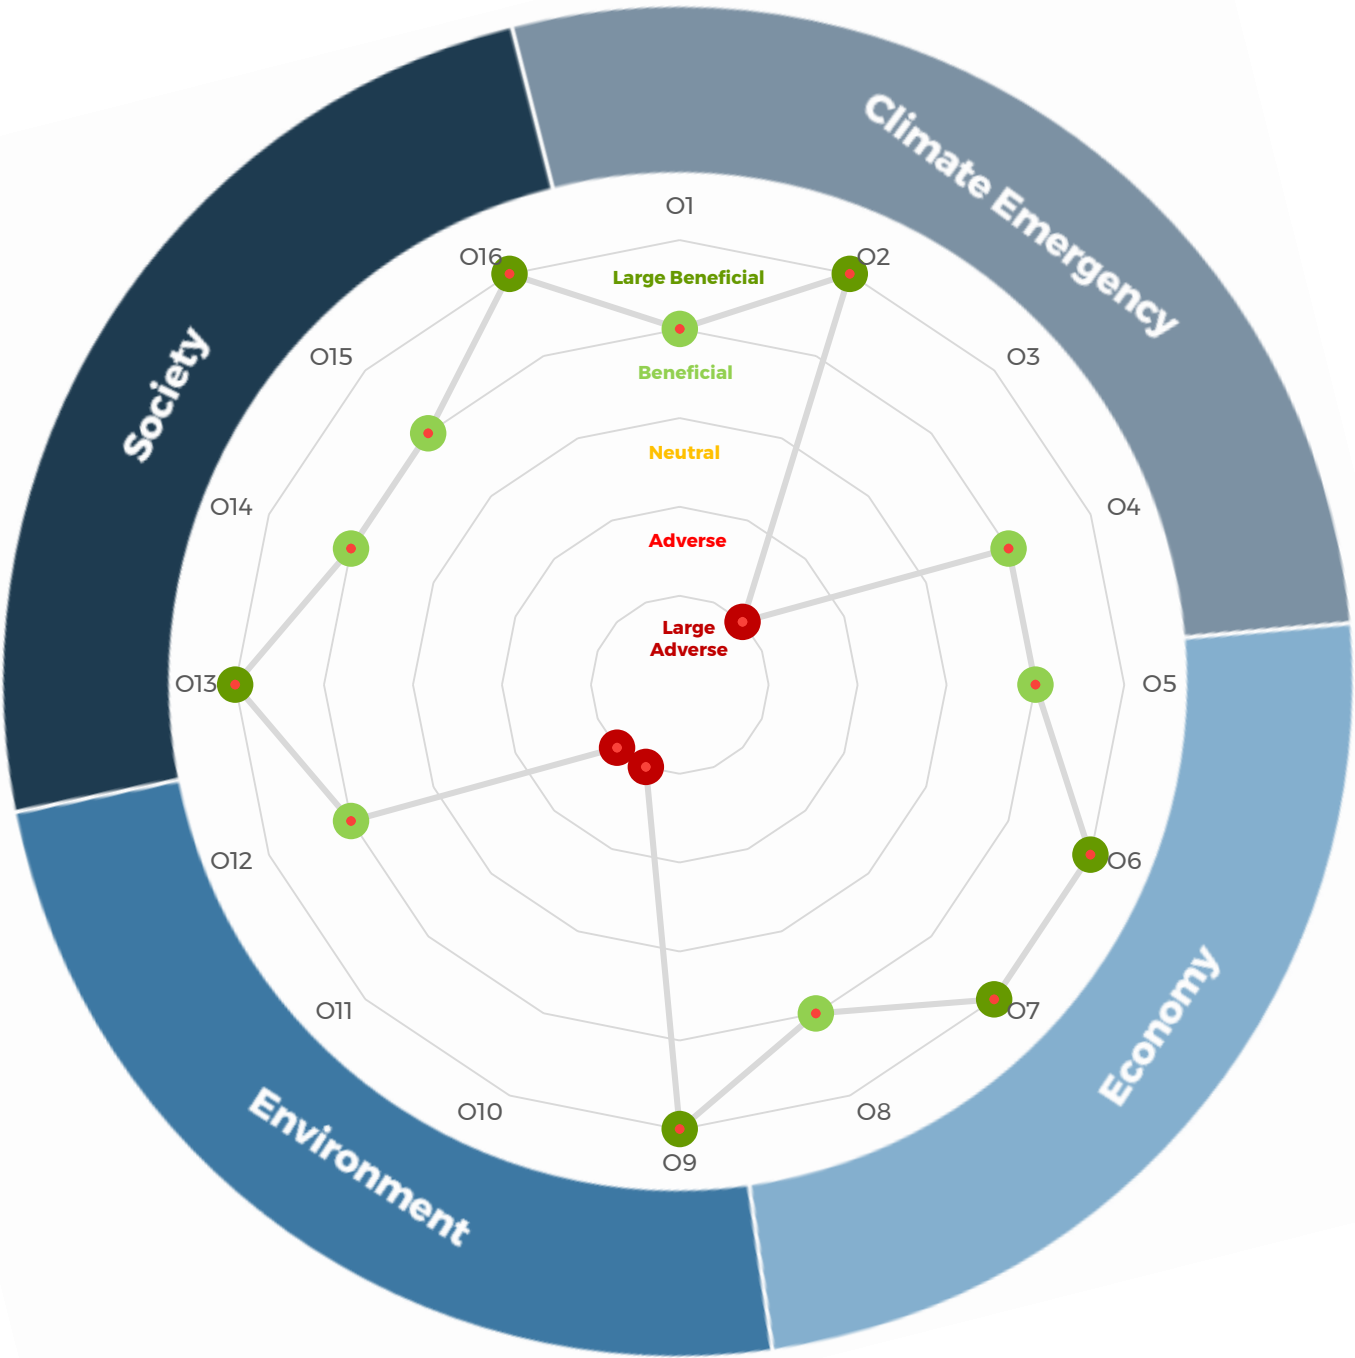 Climate Emergency
Society
Economy
Environment
O1
O2
O3
O4
O5
O6
O7
O8
O9
O10
O11
O12
O13
O14
O15
O16
Large Beneficial
Beneficial
Neutral
Adverse
Large
Adverse